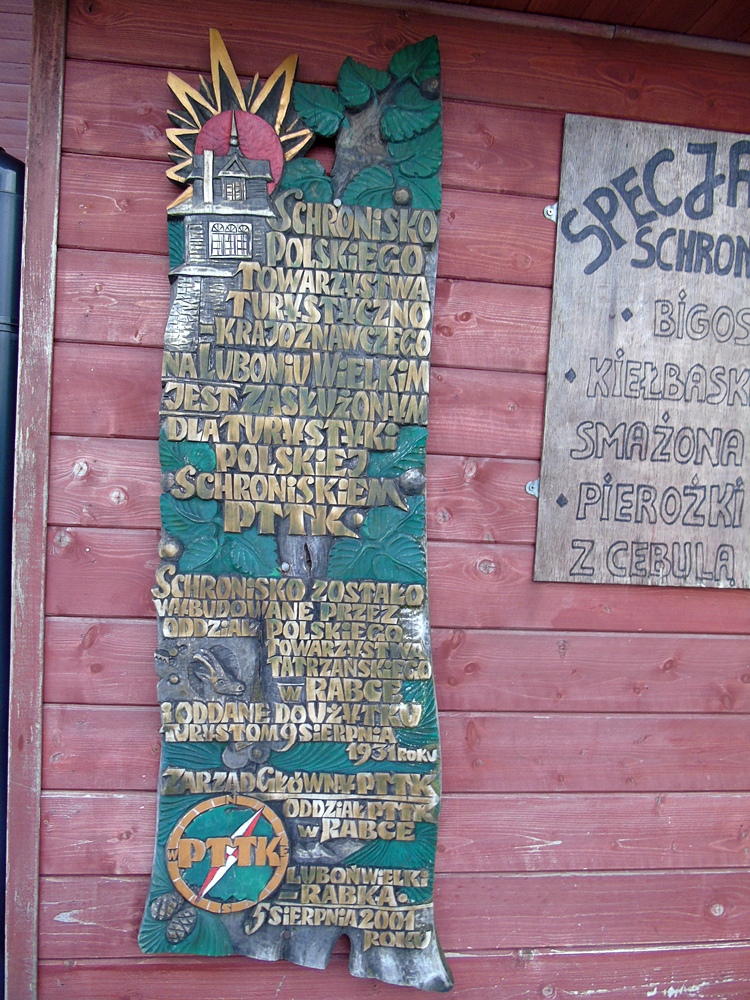 SCHRONISKO
POLSKIEGO
TOWARZYSTWA
TURYSTYCZNO
-KRAJOZNAWCZEGO
NA LUBONIU WIELKIM
JEST ZASŁUŻONYM
DLA TURYSTYKI
POLSKIEJ
SCHRONISKIEM
PTTK.
SCHRONISKO ZOSTAŁO
WYBUDOWANE PRZEZ
ODDZIAŁ POLSKIEGO
TOWARZYSTWA
TATRZAŃSKIEGO
W RABCE
I ODDANE DO UŻYTKU
TURYSTOM 9 SIERPNIA
1931 ROKU
ZARZĄD GŁÓWNY PTTK
ODDZIAŁ PTTK
W RABCE
N
W PTTK E
S
LUBOŃ WIELKI
-RABKA.
5 SIERPNIA 2001
ROKU
SPECJA
SCHRON
• BIGOS
• KIEŁBASK
SMAŻONA
• PIEROŻKI
Z CEBULĄ